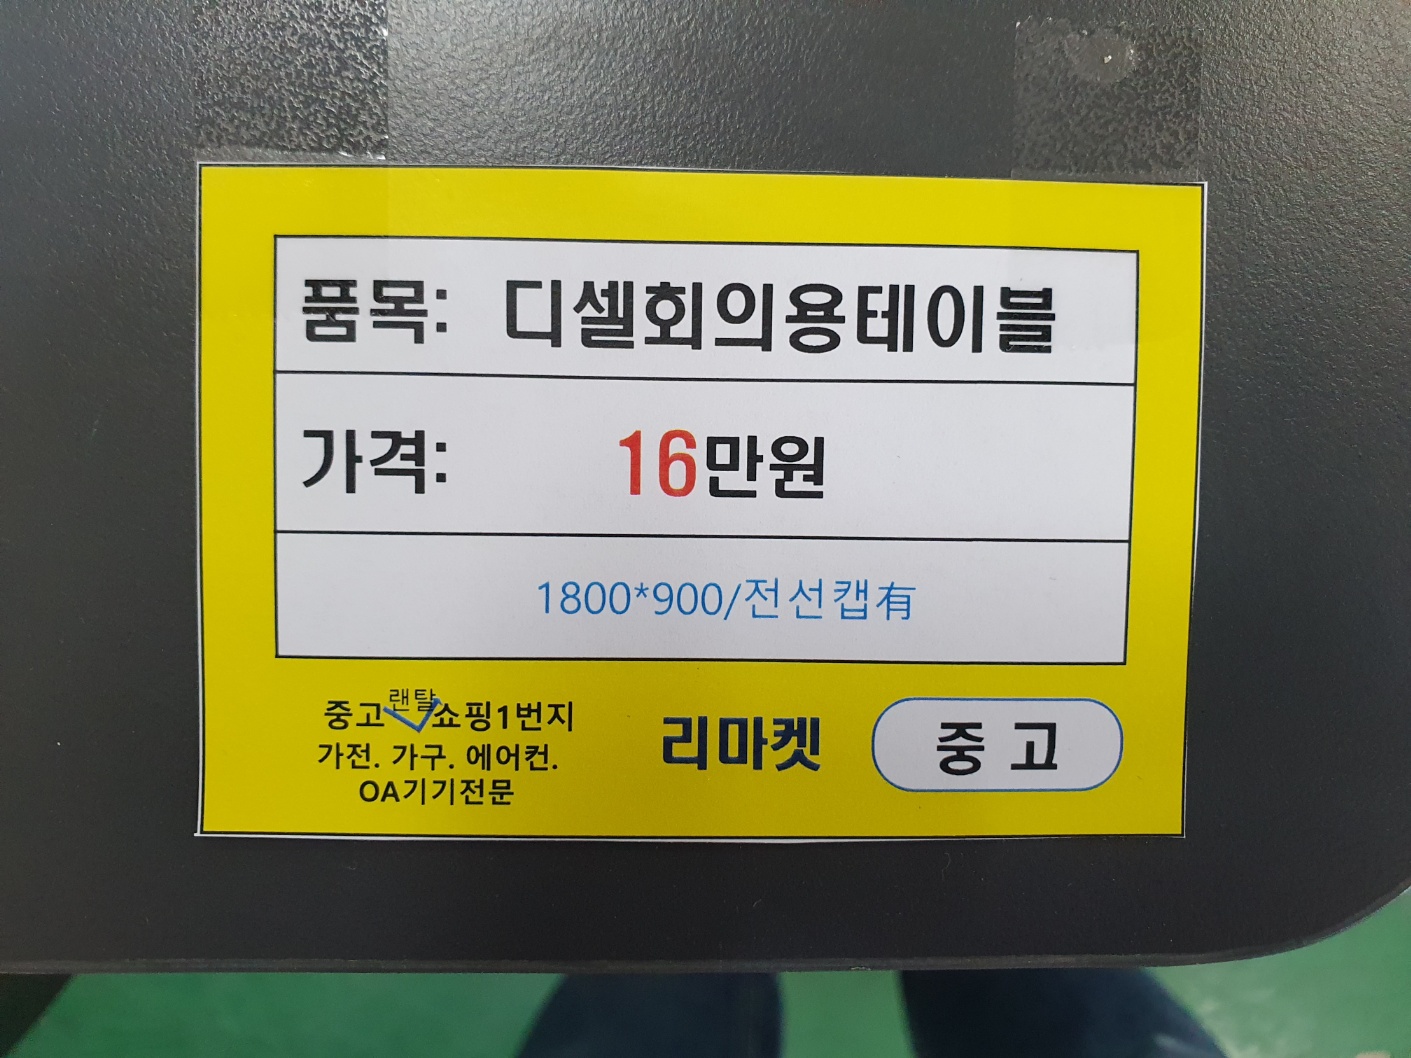 품목: 디셀회의용테이블
가격: 16만원
1800*900/전선캡有
중고랜탈쇼핑1번지
가전. 가구. 에어컨.
OA기기전문
리마켓
중고